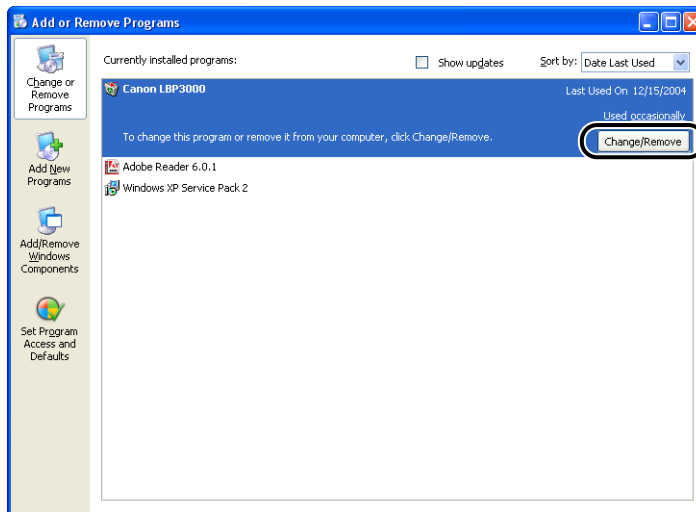 Add or Remove Programs
Change or
Remove
Programs
Add New
Programs
Add/Remove
Windows
Components
Set Program
Access and
Defaults
Currently installed programs:
Show updates
Sort by:
Date Last Used
Canon LBP3000
Last Used On 12/15/2004
Used occasionally
To change this program or remove it from your computer, click Change/Remove.
Change/Remove
Adobe Reader 6.0.1
Windows XP Service Pack 2